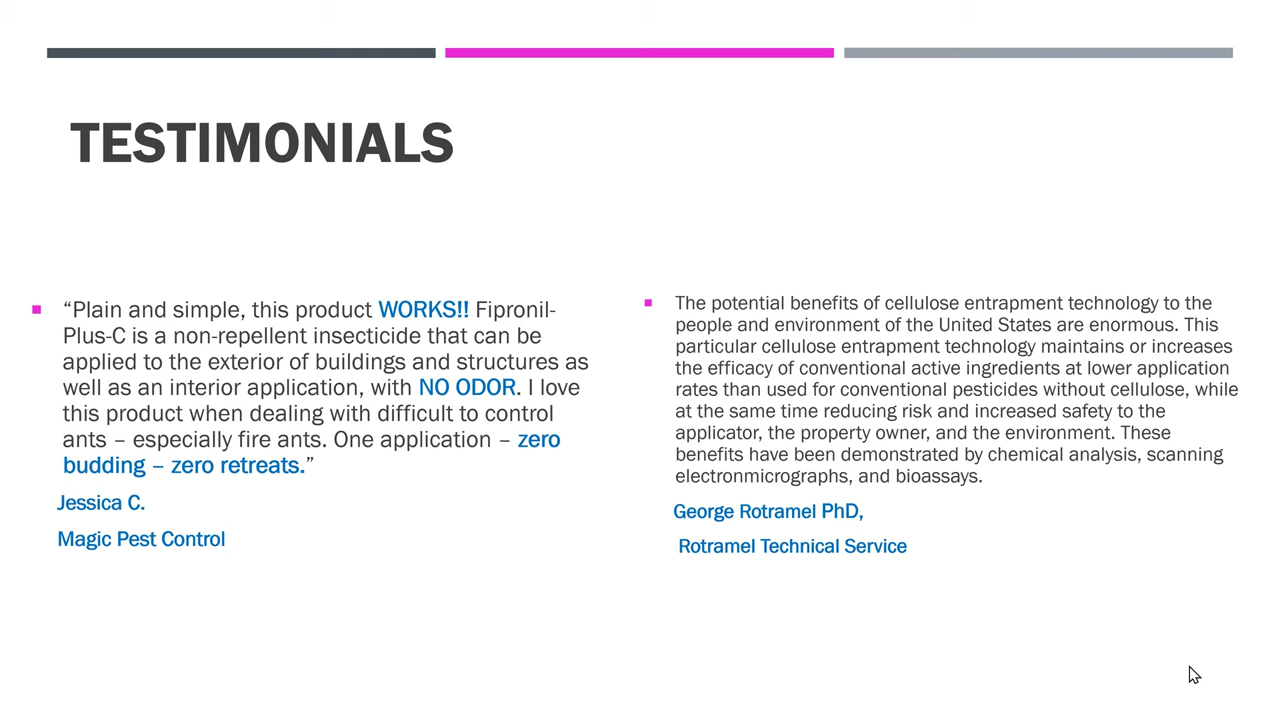 TESTIMONIALS
“Plain and simple, this product WORKS!! Fipronil-
Plus-C is a non-repellent insecticide that can be
applied to the exterior of buildings and structures as
well as an interior application, with NO ODOR. I love
this product when dealing with difficult to control
ants – especially fire ants. One application – zero
budding – zero retreats.”
Jessica C.
Magic Pest Control
The potential benefits of cellulose entrapment technology to the
people and environment of the United States are enormous. This
particular cellulose entrapment technology maintains or increases
the efficacy of conventional active ingredients at lower application
rates than used for conventional pesticides without cellulose, while
at the same time reducing risk and increased safety to the
applicator, the property owner, and the environment. These
benefits have been demonstrated by chemical analysis, scanning
electronmicrographs, and bioassays.
George Rotramel PhD,
Rotramel Technical Service